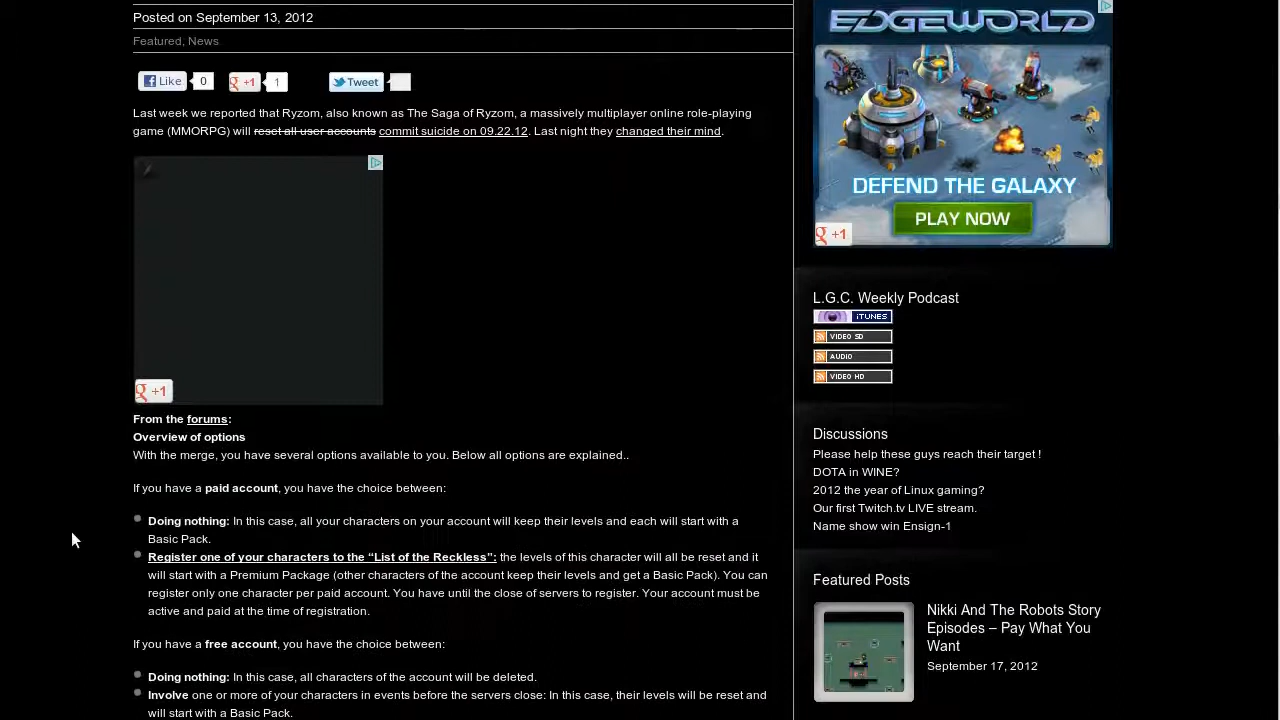 Posted on September 13, 2012
Featured, News
Like 0
+1 1
Tweet
Last week we reported that Ryzom, also known as The Saga of Ryzom, a massively multiplayer online role-playing
game (MMORPG) will reset all user accounts commit suicide on 09.22.12. Last night they changed their mind.
+1
From the forums:
Overview of options
With the merge, you have several options available to you. Below all options are explained..
If you have a paid account, you have the choice between:
Doing nothing: In this case, all your characters on your account will keep their levels and each will start with a
Basic Pack.
Register one of your characters to the “List of the Reckless”: the levels of this character will all be reset and it
will start with a Premium Package (other characters of the account keep their levels and get a Basic Pack). You can
register only one character per paid account. You have until the close of servers to register. Your account must be
active and paid at the time of registration.
If you have a free account, you have the choice between:
Doing nothing: In this case, all characters of the account will be deleted.
Involve one or more of your characters in events before the servers close: In this case, their levels will be reset and
will start with a Basic Pack.
EDGEWORLD
DEFEND THE GALAXY
PLAY NOW
+1
L.G.C. Weekly Podcast
iTUNES
VIDEO SD
AUDIO
VIDEO HD
Discussions
Please help these guys reach their target !
DOTA in WINE?
2012 the year of Linux gaming?
Our first Twitch.tv LIVE stream.
Name show win Ensign-1
Featured Posts
Nikki And The Robots Story
Episodes – Pay What You
Want
September 17, 2012